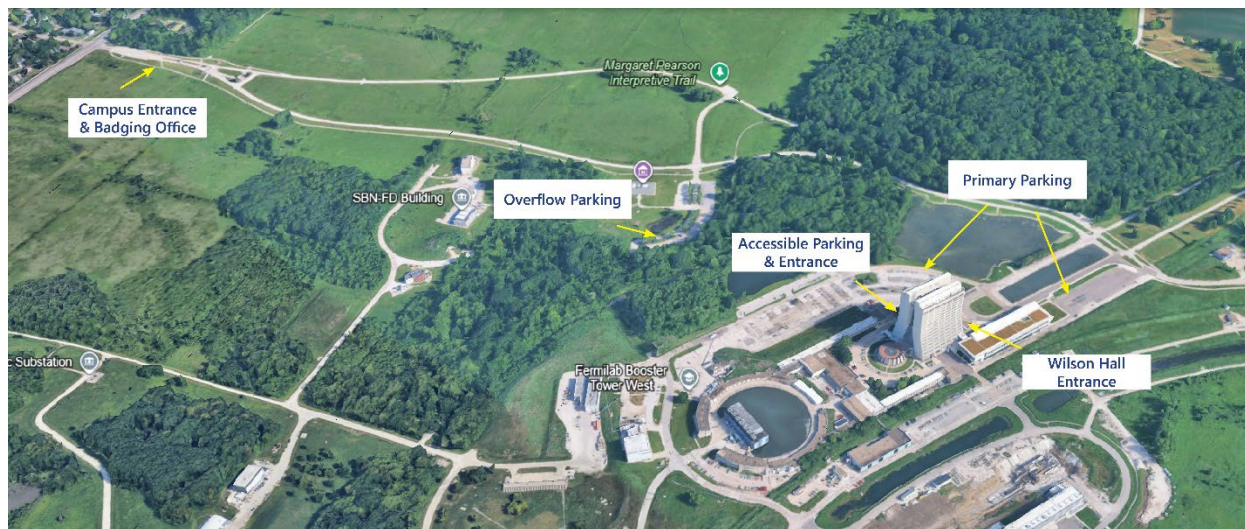 Margaret Pearson
Interpretive Trail
Campus Entrance
& Badging Office
SBN-FD Building
Overflow Parking
Primary Parking
Accessible Parking
& Entrance
c Substation
Fermilab Booster
Tower West
Wilson Hall
Entrance